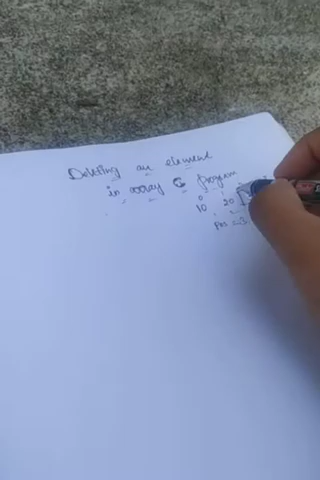 Deleting an element
in array C Program
0 1
10 20
Pos = 3